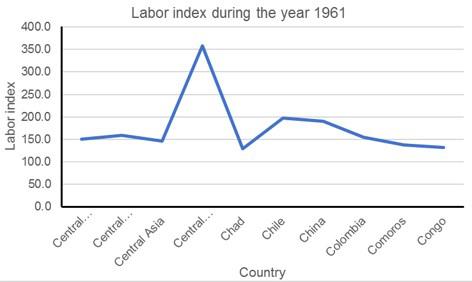 Labor index during the year 1961
400.0
350.0
300.0
250.0
200.0
150.0
100.0
50.0
0.0
Labor index
Central...
Central...
Central Asia
Central...
Chad
Chile
China
Colombia
Comoros
Congo
Country